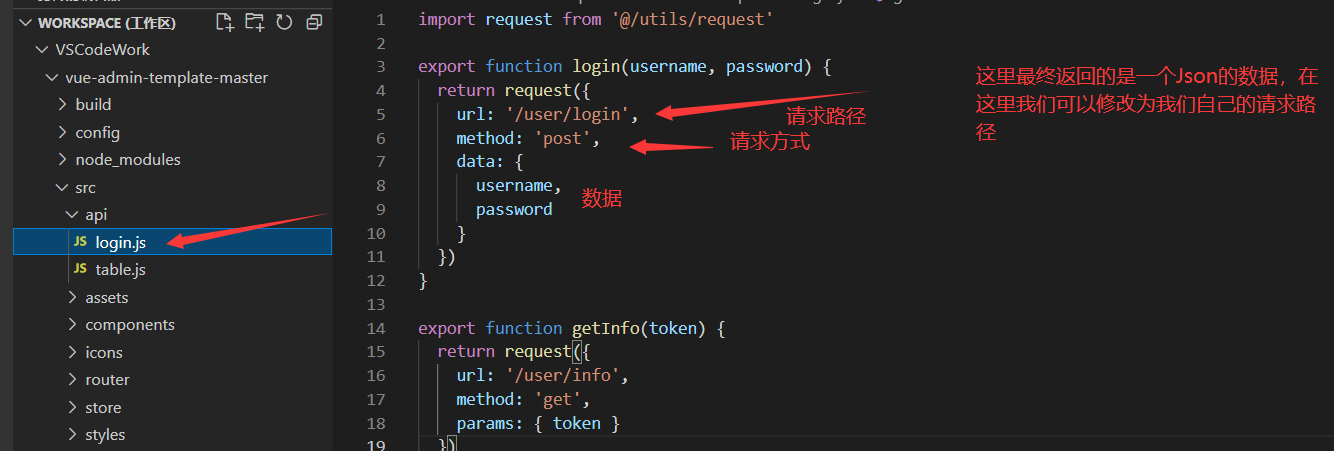 WORKSPACE (工作区)
VSCodeWork
vue-admin-template-master
build
config
node_modules
src
api
JS login.js
JS table.js
assets
components
icons
router
store
styles
1 import request from '@/utils/request'
2
3 export function login(username, password) {
4 return request({
5 url: '/user/login',
6 method: 'post',
7 data: {
8 username,
9 password
10 }
11 })
12 }
13
14 export function getInfo(token) {
15 return request({
16 url: '/user/info',
17 method: 'get',
18 params: { token }
19 })
请求路径
请求方式
数据
这里最终返回的是一个Json的数据，在
这里我们可以修改为我们自己的请求路
径